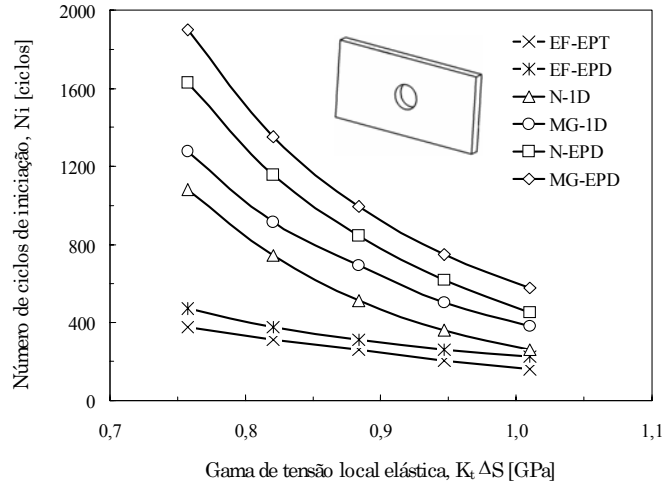 2000
1600
1200
800
400
0
Número de ciclos de iniciação, Ni [ciclos]
EF-EPT
EF-EPD
N-1D
MG-1D
N-EPD
MG-EPD
0,7 0,8 0,9 1,0 1,1
Gama de tensão local elástica, Kt ΔS [GPa]